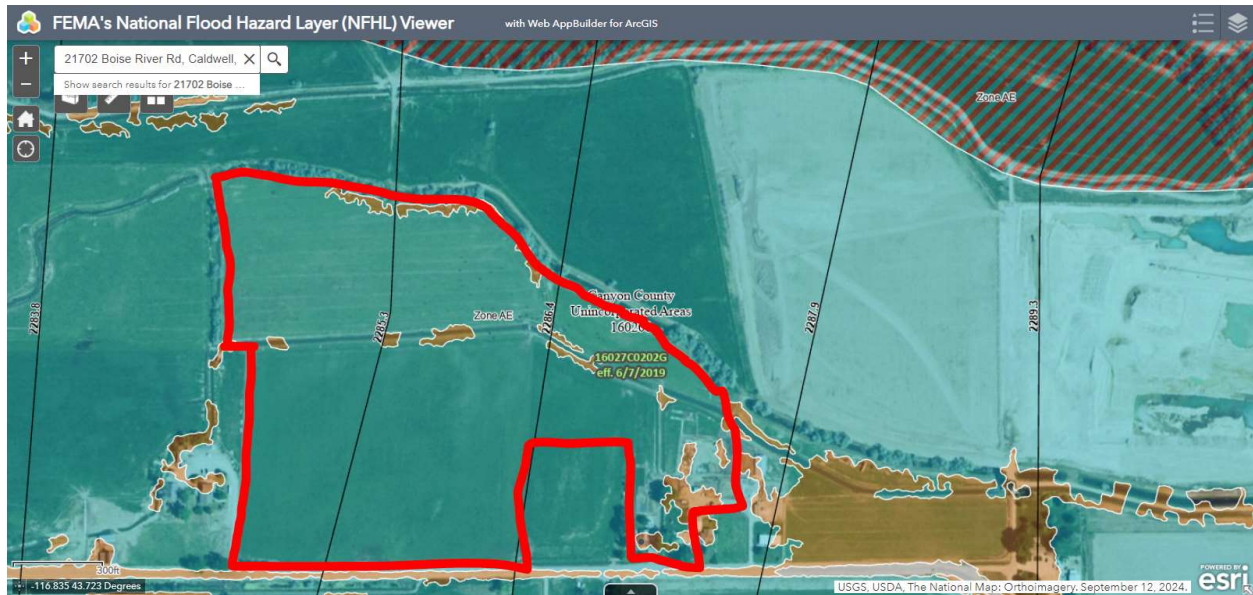 FEMA's National Flood Hazard Layer (NFHL) Viewer
with Web AppBuilder for ArcGIS
21702 Boise River Rd, Caldwell,
Show search results for 21702 Boise ...
Zone AE
2283.8
2285.3
Zone AE
2286.4
Canyon County
Unincorporated Areas
16027C0202G
eff. 6/7/2019
2287.9
2289.3
300ft
-116.835 43.723 Degrees
USGS, USDA, The National Map: Orthoimagery. September 12, 2024.
POWERED BY
esri